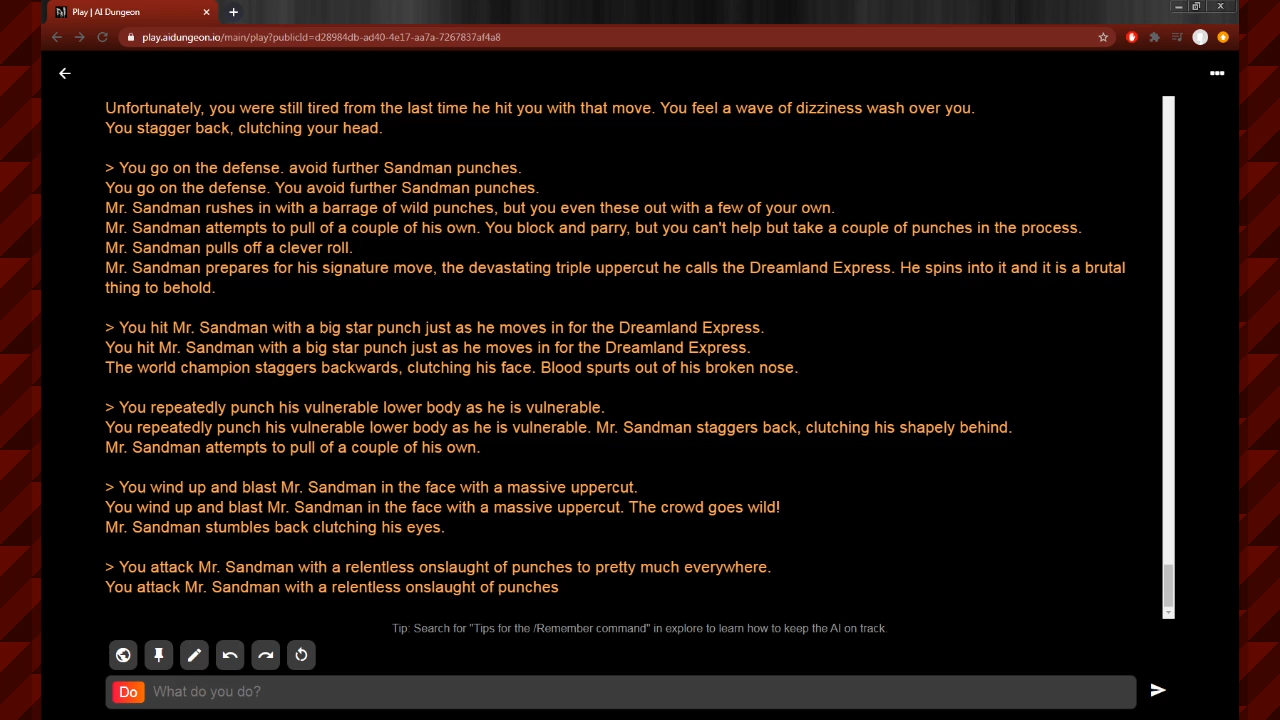 Play | AI Dungeon
play.aidungeon.io/main/play?publicId=d28984db-ad40-4e17-aa7a-7267837af4a8
Unfortunately, you were still tired from the last time he hit you with that move. You feel a wave of dizziness wash over you.
You stagger back, clutching your head.
> You go on the defense. avoid further Sandman punches.
You go on the defense. You avoid further Sandman punches.
Mr. Sandman rushes in with a barrage of wild punches, but you even these out with a few of your own.
Mr. Sandman attempts to pull of a couple of his own. You block and parry, but you can't help but take a couple of punches in the process.
Mr. Sandman pulls off a clever roll.
Mr. Sandman prepares for his signature move, the devastating triple uppercut he calls the Dreamland Express. He spins into it and it is a brutal
thing to behold.
> You hit Mr. Sandman with a big star punch just as he moves in for the Dreamland Express.
You hit Mr. Sandman with a big star punch just as he moves in for the Dreamland Express.
The world champion staggers backwards, clutching his face. Blood spurts out of his broken nose.
> You repeatedly punch his vulnerable lower body as he is vulnerable.
You repeatedly punch his vulnerable lower body as he is vulnerable. Mr. Sandman staggers back, clutching his shapely behind.
Mr. Sandman attempts to pull of a couple of his own.
> You wind up and blast Mr. Sandman in the face with a massive uppercut.
You wind up and blast Mr. Sandman in the face with a massive uppercut. The crowd goes wild!
Mr. Sandman stumbles back clutching his eyes.
> You attack Mr. Sandman with a relentless onslaught of punches to pretty much everywhere.
You attack Mr. Sandman with a relentless onslaught of punches
Tip: Search for "Tips for the /Remember command" in explore to learn how to keep the AI on track.
Do What do you do?